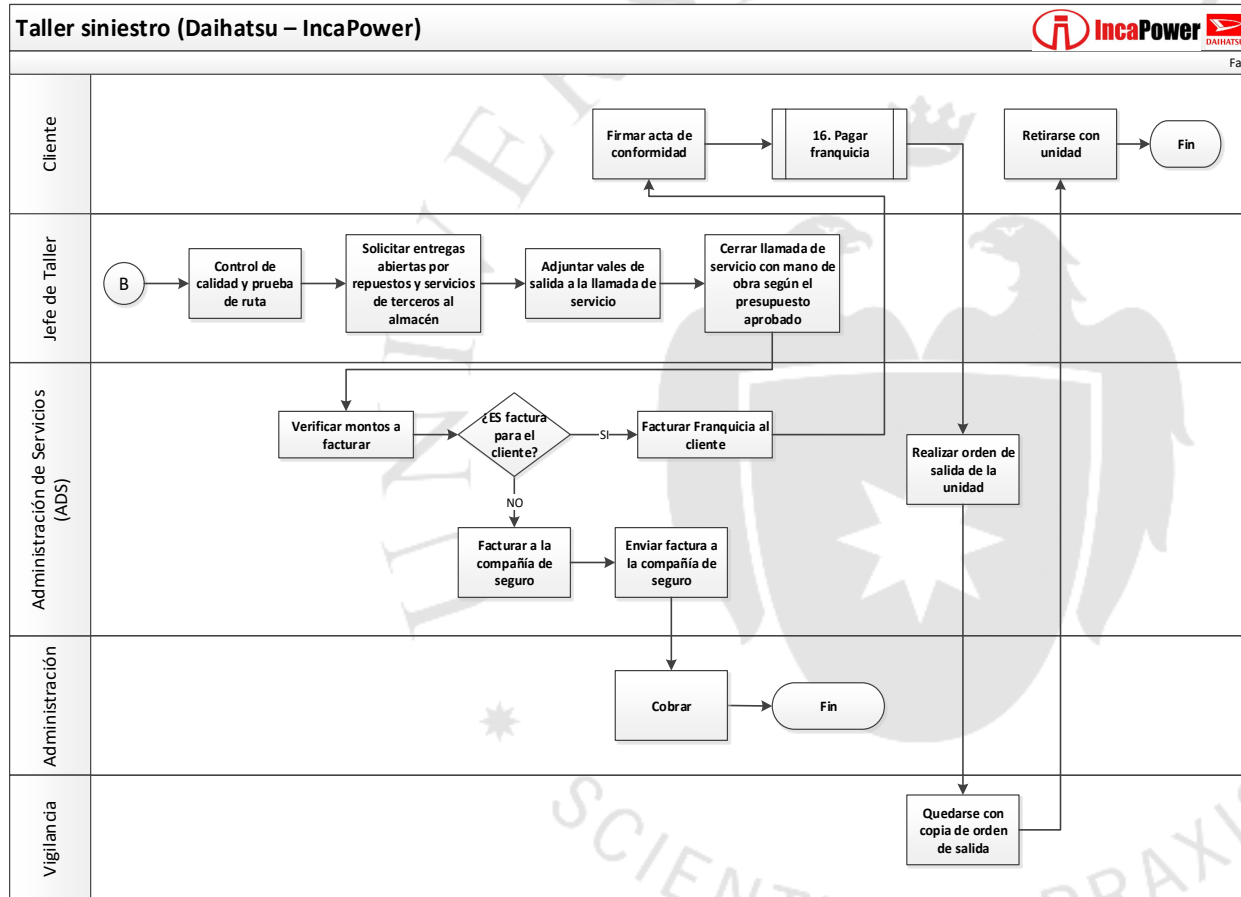 Taller siniestro (Daihatsu – IncaPower)
IncaPower
DAIHATSU
Fa
Cliente
Firmar acta de
conformidad
16. Pagar
franquicia
Retirarse con
unidad
Fin
Jefe de Taller
B
Control de
calidad y prueba
de ruta
Solicitar entregas
abiertas por
repuestos y servicios
de terceros al
almacén
Adjuntar vales de
salida a la llamada de
servicio
Cerrar llamada de
servicio con mano de
obra según el
presupuesto
aprobado
Administración de Servicios
(ADS)
Verificar montos a
facturar
¿ES factura
para el
cliente?
SI
Facturar Franquicia al
cliente
Realizar orden de
salida de la
unidad
NO
Facturar a la
compañía de
seguro
Enviar factura a
la compañía de
seguro
Administración
Cobrar
Fin
Vigilancia
Quedarse con
copia de orden
de salida
UNIVER
SCIENT
PRAXIS